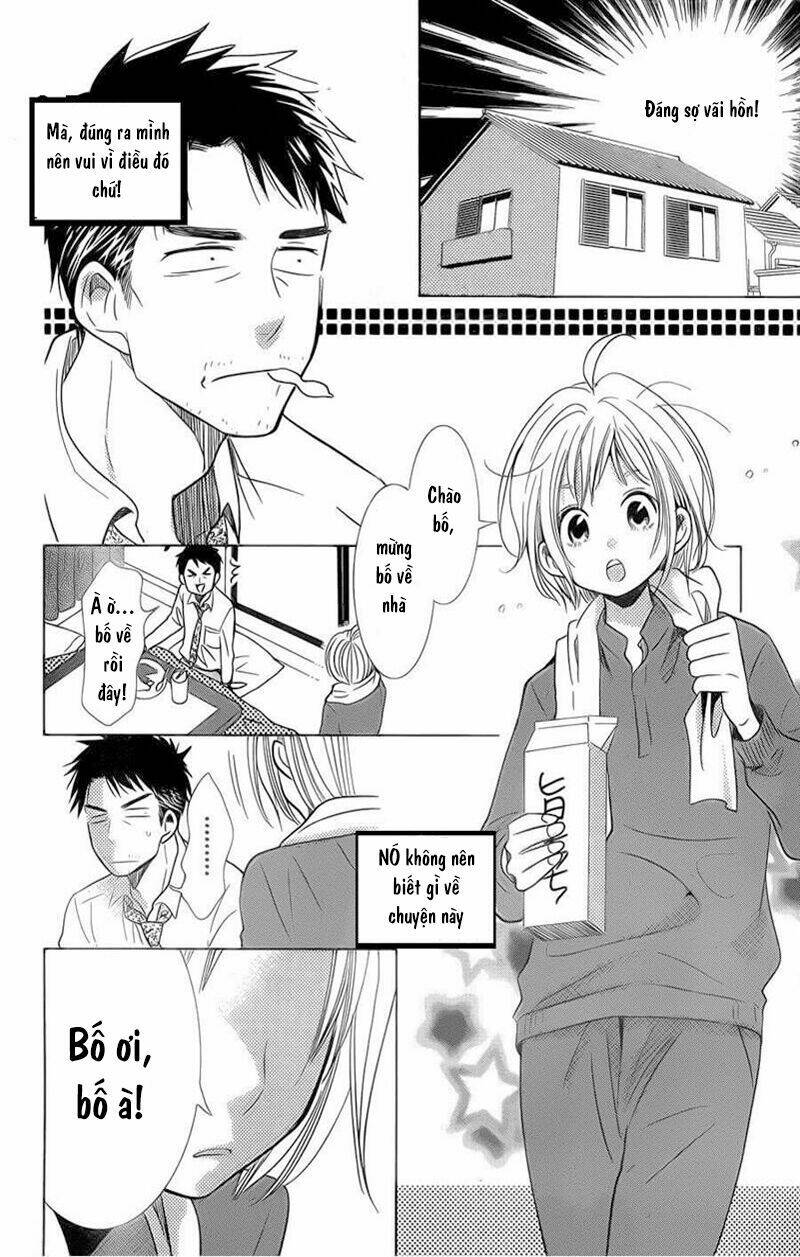 Mà, đúng ra mình
nên vui vì điều đó
chứ!
Đáng sợ vãi hồn!
Chào
bố,
mừng
bố về
nhà
À ờ...
bố về
rồi
đây!
NÓ không nên
biết gì về
chuyện này
Bố ơi,
bố à!